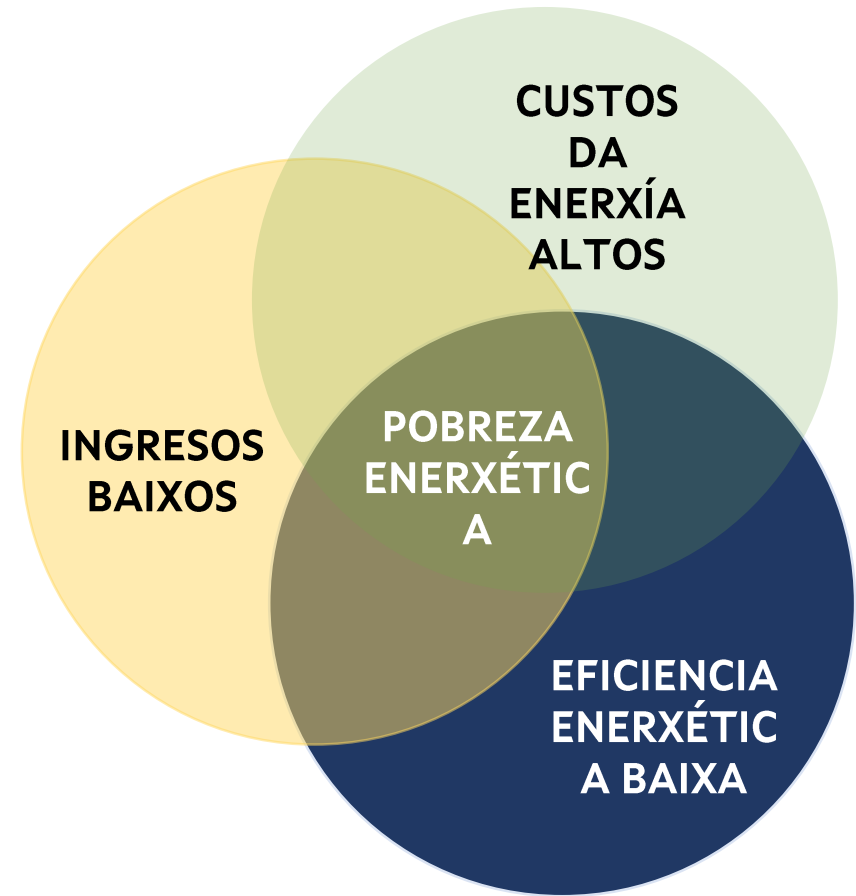 CUSTOS
DA
ENERXÍA
ALTOS
INGRESOS
BAIXOS
POBREZA
ENERXÉTIC
A
EFICIENCIA
ENERXÉTIC
A BAIXA